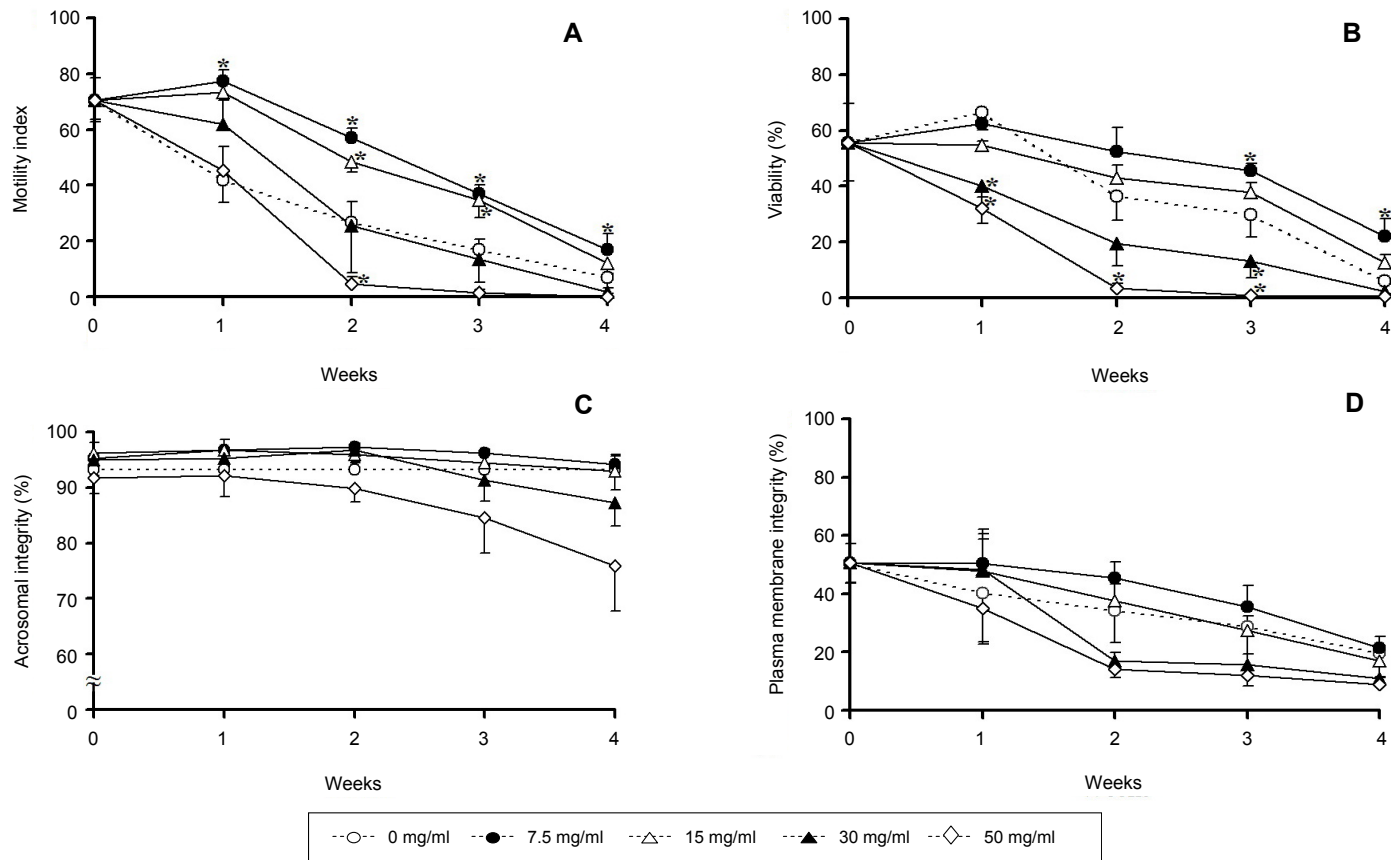 A
Motility index
100
80
60
40
20
0
0 1 2 3 4
Weeks
* * * * * * * *
B
Viability (%)
100
80
60
40
20
0
0 1 2 3 4
Weeks
* * * * * * *
C
Acrosomal integrity (%)
100
90
80
70
60
≈
0
0 1 2 3 4
Weeks
D
Plasma membrane integrity (%)
100
80
60
40
20
0
0 1 2 3 4
Weeks
0 mg/ml 7.5 mg/ml 15 mg/ml 30 mg/ml 50 mg/ml